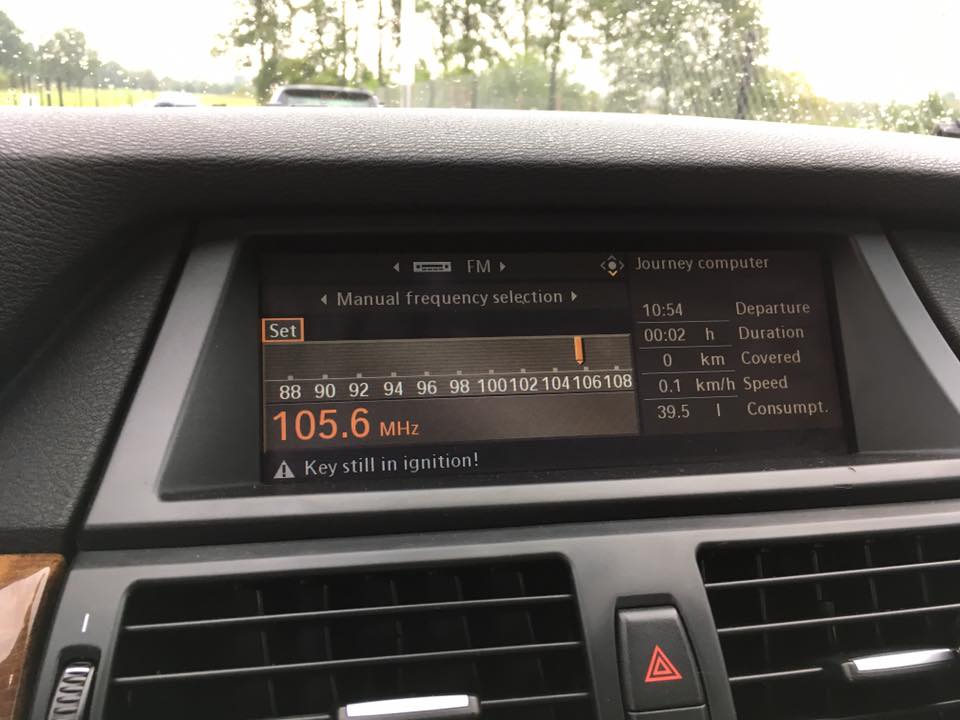 FM
Manual frequency selection
Set
88 90 92 94 96 98 100 102 104 106 108
105.6 MHz
Key still in ignition!
Journey computer
10:54 Departure
00:02 h Duration
0 km Covered
0.1 km/h Speed
39.5 l Consumpt.